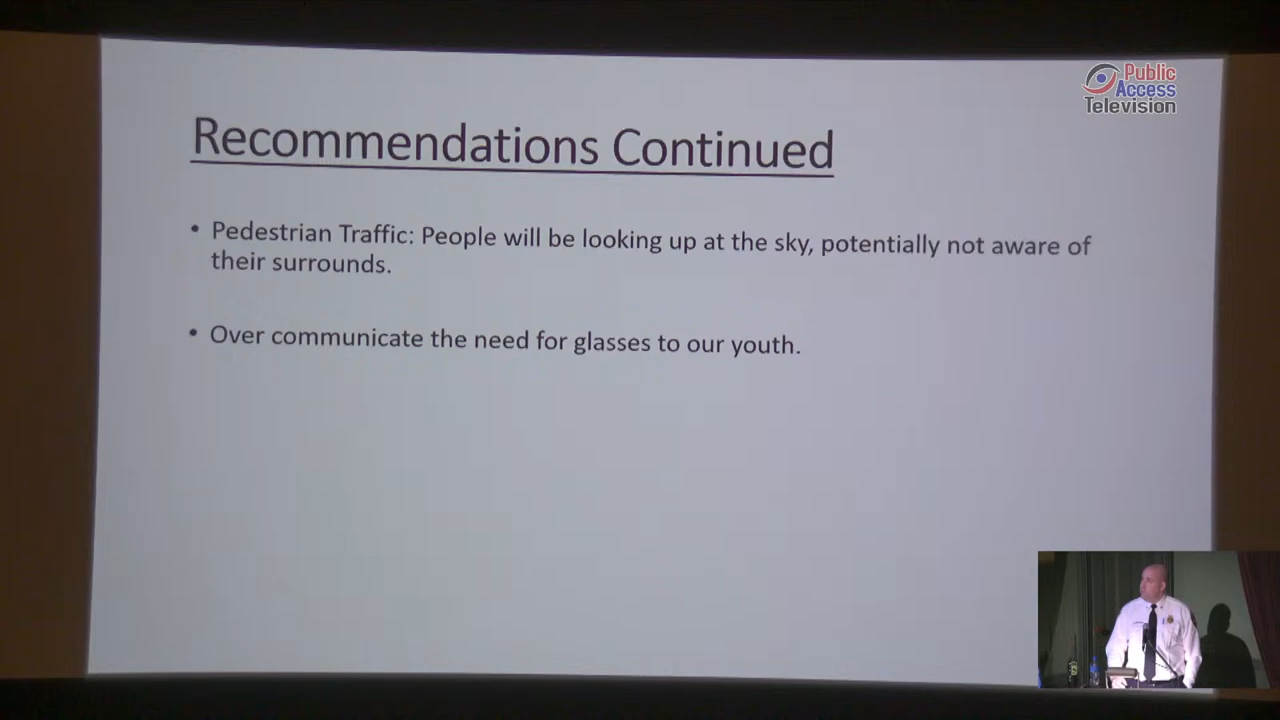 Public
Access
Television
Recommendations Continued
• Pedestrian Traffic: People will be looking up at the sky, potentially not aware of
their surrounds.
• Over communicate the need for glasses to our youth.